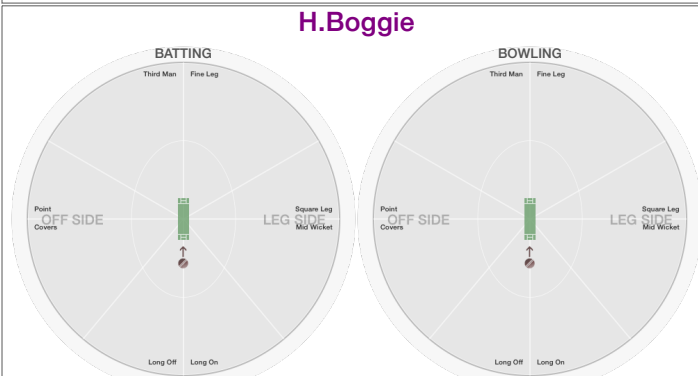 H.Boggie
BATTING
Third Man Fine Leg
Point
OFF SIDE
Covers
Square Leg
LEG SIDE
Mid Wicket
Long Off Long On
BOWLING
Third Man Fine Leg
Point
OFF SIDE
Covers
Square Leg
LEG SIDE
Mid Wicket
Long Off Long On